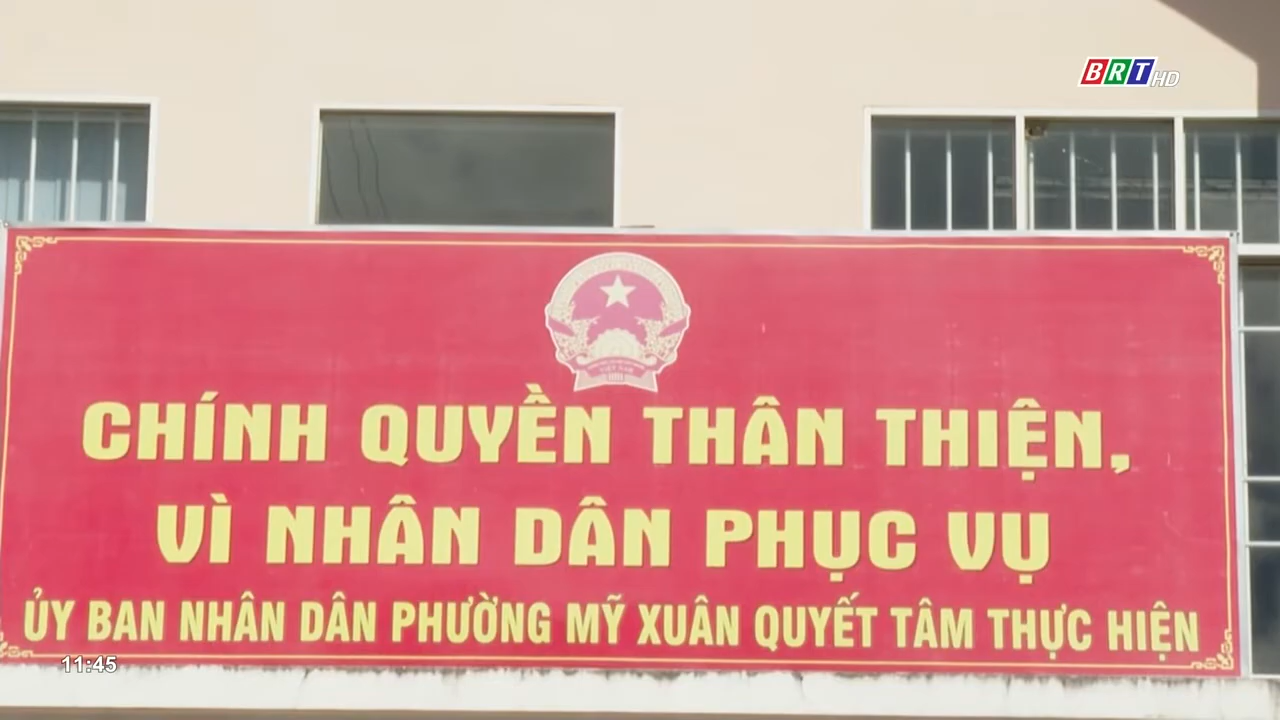 BRT HD
CHÍNH QUYỀN THÂN THIỆN,
VÌ NHÂN DÂN PHỤC VỤ
ỦY BAN NHÂN DÂN PHƯỜNG MỸ XUÂN QUYẾT TÂM THỰC HIỆN
11:45